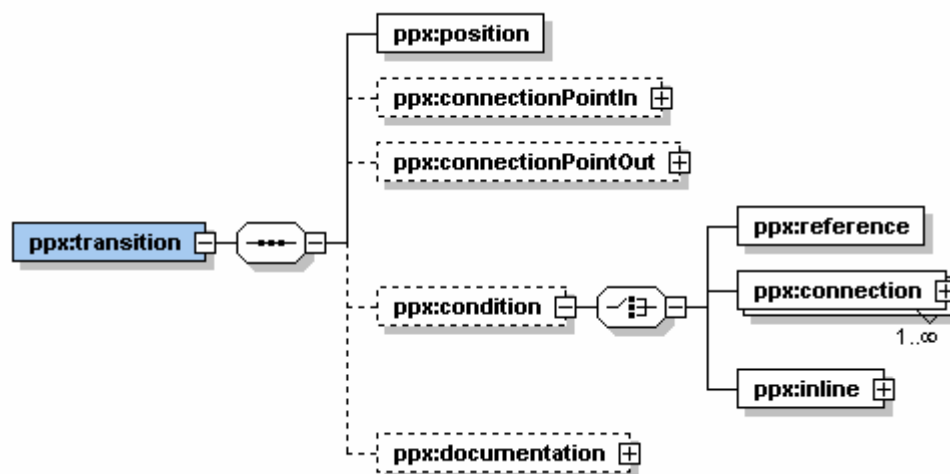 ppx:position
ppx:connectionPointIn
ppx:connectionPointOut
ppx:transition
ppx:reference
ppx:condition
ppx:connection
1..∞
ppx:inline
ppx:documentation